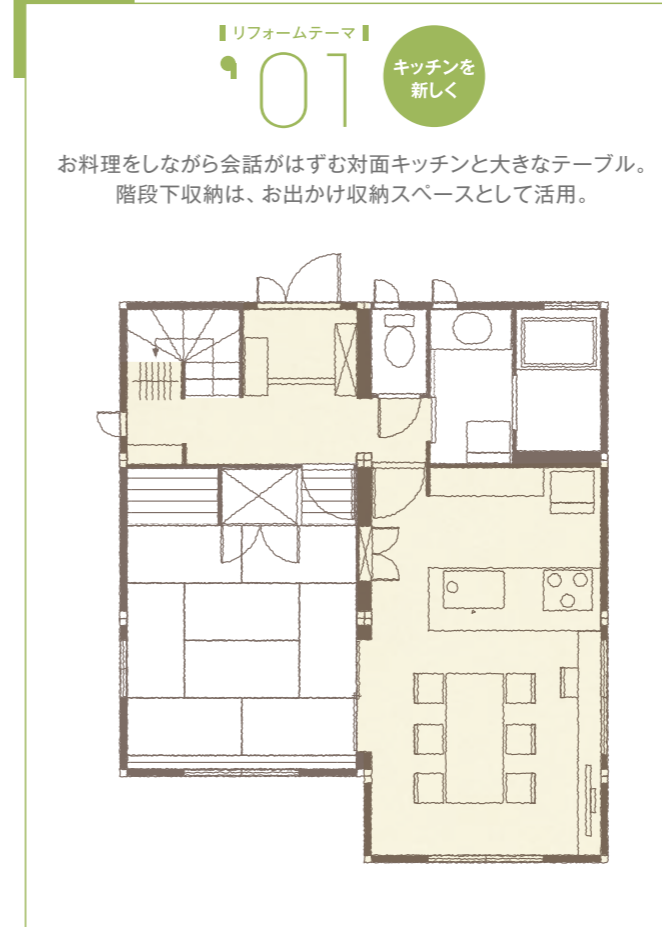 リフォームテーマ
'01
キッチンを
新しく
お料理をしながら会話がはずむ対面キッチンと大きなテーブル。
階段下収納は、お出かけ収納スペースとして活用。